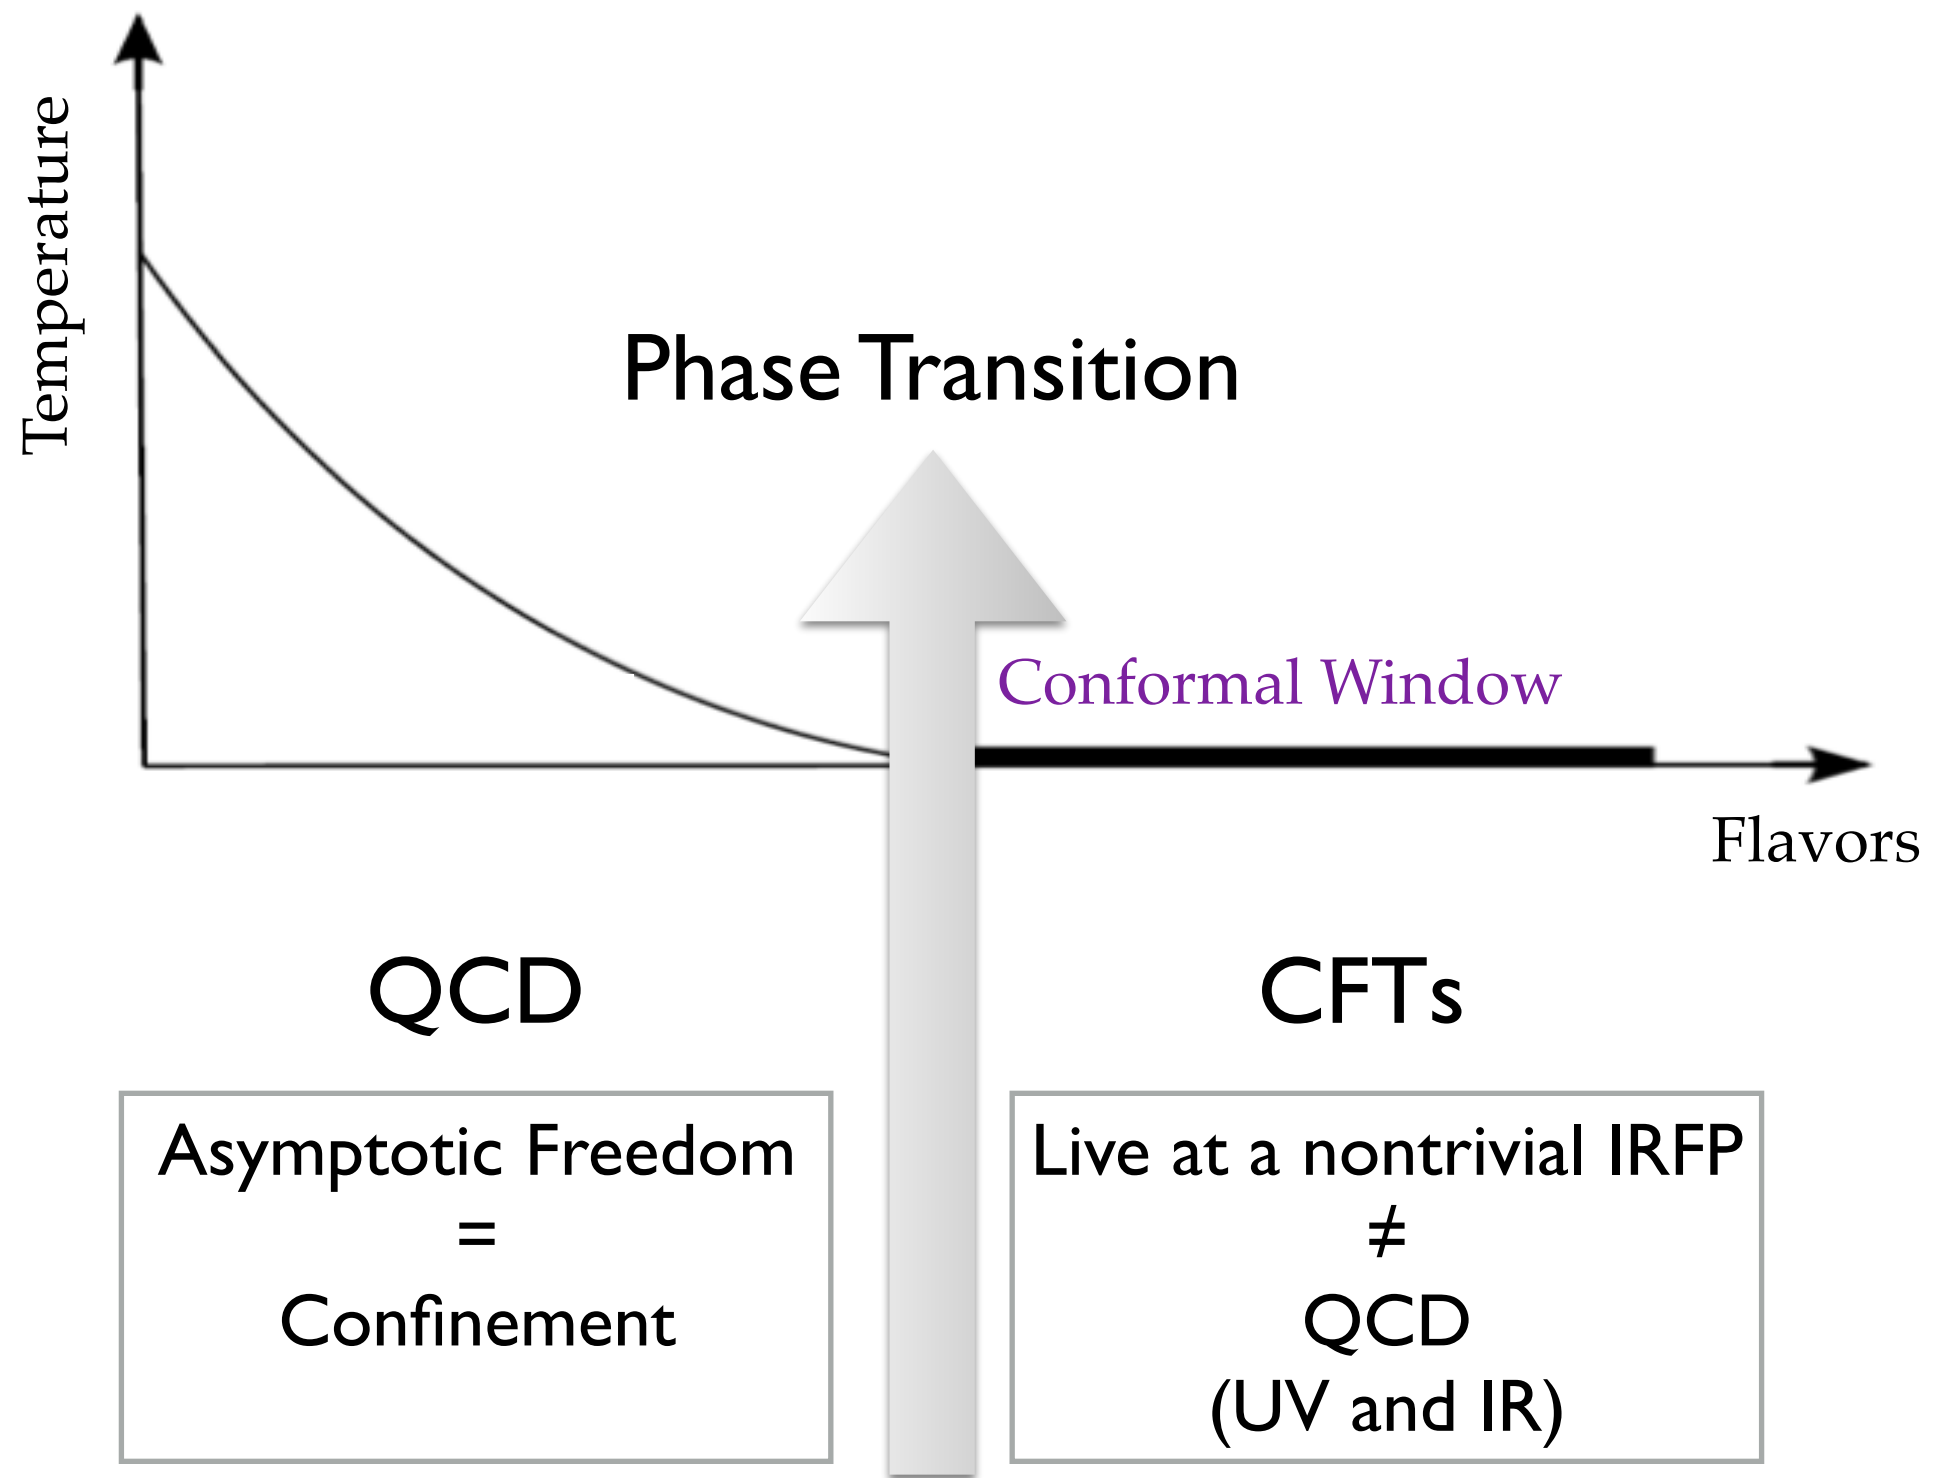 Temperature
Phase Transition
Conformal Window
Flavors
QCD
CFTs
Asymptotic Freedom
=
Confinement
Live at a nontrivial IRFP
≠
QCD
(UV and IR)